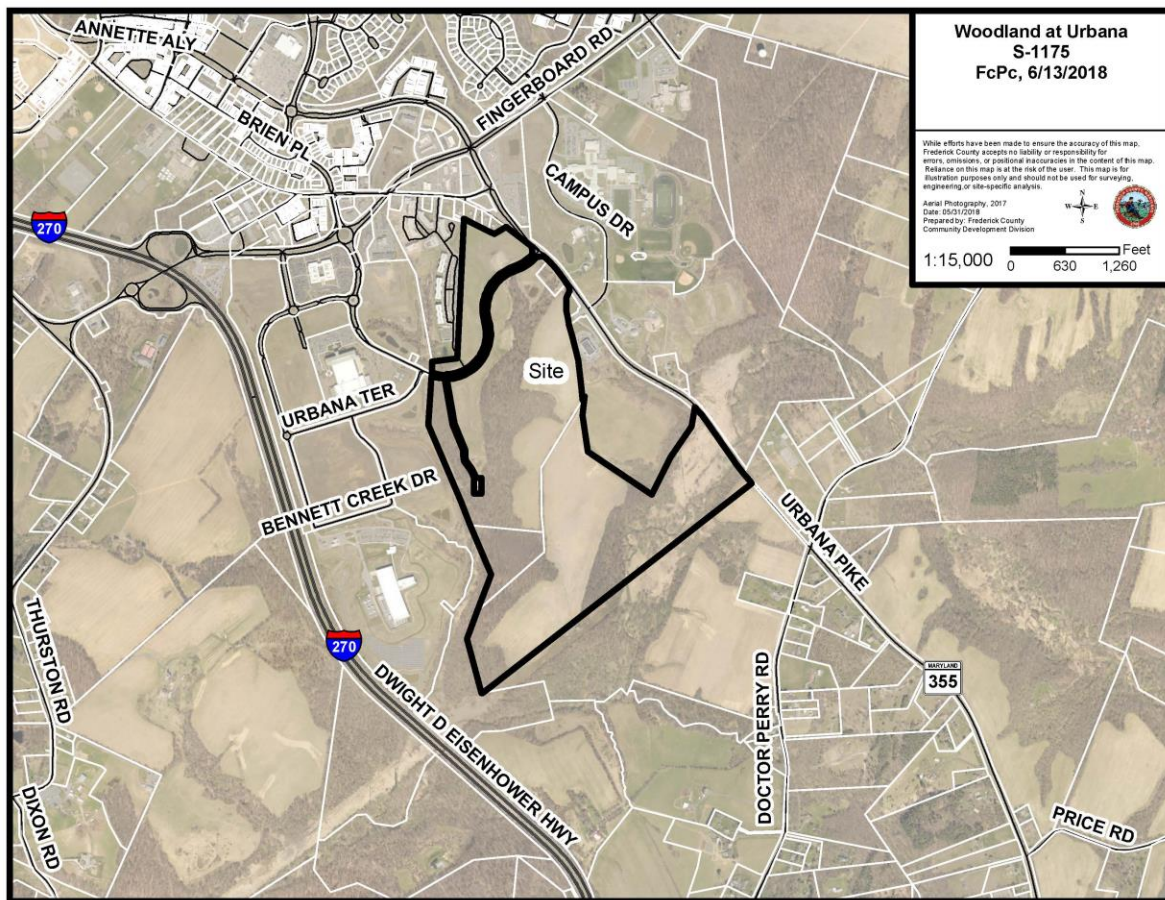 Woodland at Urbana
S-1175
FcPc, 6/13/2018
While efforts have been made to ensure the accuracy of this map,
Frederick County accepts no liability or responsibility for
errors, omissions, or positional inaccuracies in the content of this map.
Reliance on this map is at the risk of the user. This map is for
illustration purposes only and should not be used for surveying,
engineering, or site-specific analysis.
Aerial Photography, 2017
Date: 05/31/2018
Prepared by: Frederick County
Community Development Division
N
W E
S
1:15,000
Feet
0 630 1,260
ANNETTE ALY
FINGERBOARD RD
BRIEN PL
CAMPUS DR
270
Site
URBANA TER
BENNETT CREEK DR
URBANA PIKE
THURSTON RD
270
DWIGHT D EISENHOWER HWY
MARYLAND
355
DOCTOR PERRY RD
DIXON RD
PRICE RD